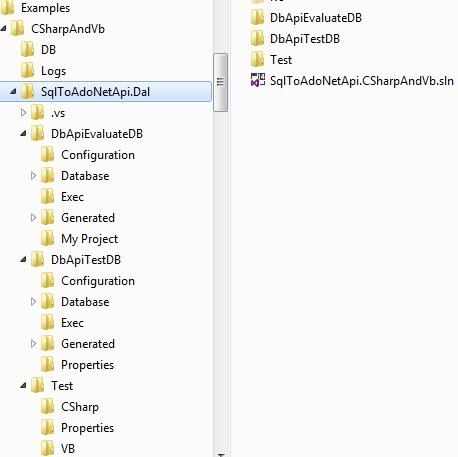 Examples
CSharpAndVb
DB
Logs
SqlToAdoNetApi.Dal
.vs
DbApiEvaluateDB
Configuration
Database
Exec
Generated
My Project
DbApiTestDB
Configuration
Database
Exec
Generated
Properties
Test
CSharp
Properties
VB
DbApiEvaluateDB
DbApiTestDB
Test
SqlToAdoNetApi.CSharpAndVb.sln